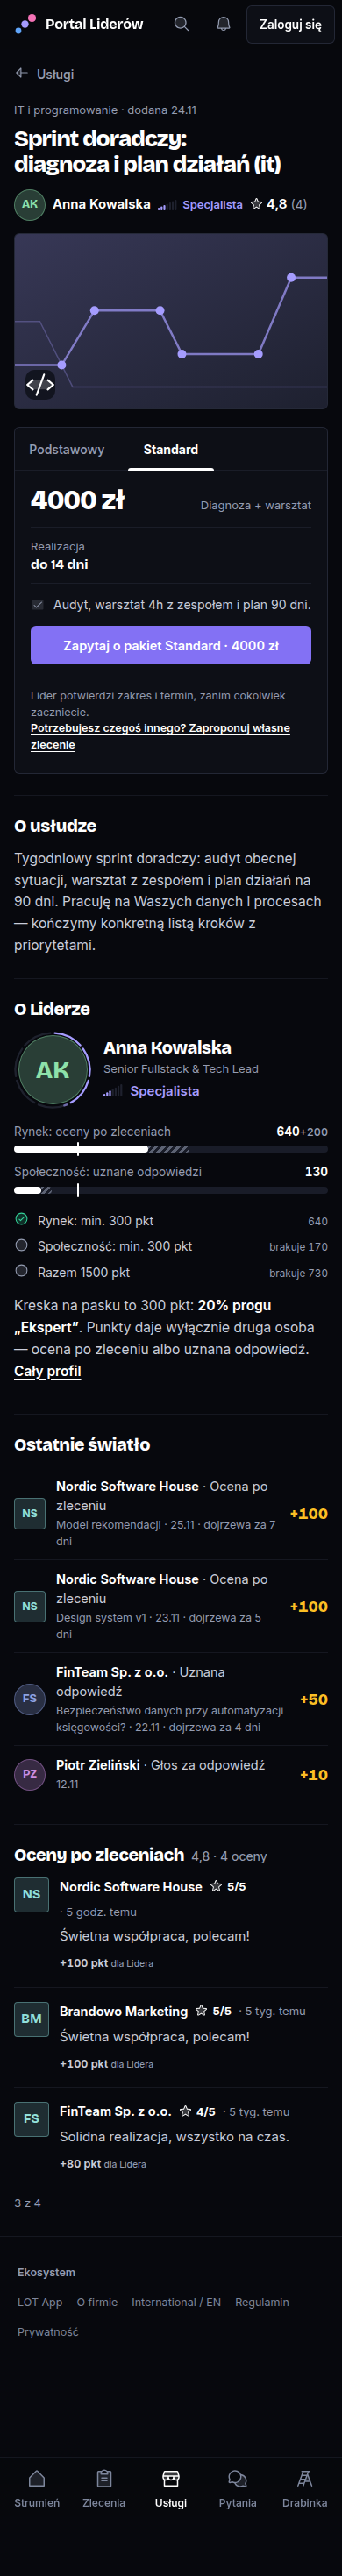 Portal Liderów
Zaloguj się
Usługi
IT i programowanie · dodana 24.11
Sprint doradczy:
diagnoza i plan działań (it)
AK Anna Kowalska Specjalista 4,8 (4)
</>
Podstawowy Standard
4000 zł Diagnoza + warsztat
Realizacja
do 14 dni
Audyt, warsztat 4h z zespołem i plan 90 dni.
Zapytaj o pakiet Standard · 4000 zł
Lider potwierdzi zakres i termin, zanim cokolwiek
zaczniecie.
Potrzebujesz czegoś innego? Zaproponuj własne
zlecenie
O usłudze
Tygodniowy sprint doradczy: audyt obecnej
sytuacji, warsztat z zespołem i plan działań na
90 dni. Pracuję na Waszych danych i procesach
— kończymy konkretną listą kroków z
priorytetami.
O Liderze
AK
Anna Kowalska
Senior Fullstack & Tech Lead
Specjalista
Rynek: oceny po zleceniach 640+200
Społeczność: uznane odpowiedzi 130
Rynek: min. 300 pkt 640
Społeczność: min. 300 pkt brakuje 170
Razem 1500 pkt brakuje 730
Kreska na pasku to 300 pkt: 20% progu
„Ekspert”. Punkty daje wyłącznie druga osoba
— ocena po zleceniu albo uznana odpowiedź.
Cały profil
Ostatnie światło
NS
Nordic Software House · Ocena po
zleceniu
Model rekomendacji · 25.11 · dojrzewa za 7
dni
+100
NS
Nordic Software House · Ocena po
zleceniu
Design system v1 · 23.11 · dojrzewa za 5
dni
+100
FS
FinTeam Sp. z o.o. · Uznana
odpowiedź
Bezpieczeństwo danych przy automatyzacji
księgowości? · 22.11 · dojrzewa za 4 dni
+50
PZ
Piotr Zieliński · Głos za odpowiedź
12.11
+10
Oceny po zleceniach 4,8 · 4 oceny
NS
Nordic Software House 5/5
· 5 godz. temu
Świetna współpraca, polecam!
+100 pkt dla Lidera
BM
Brandowo Marketing 5/5 · 5 tyg. temu
Świetna współpraca, polecam!
+100 pkt dla Lidera
FS
FinTeam Sp. z o.o. 4/5 · 5 tyg. temu
Solidna realizacja, wszystko na czas.
+80 pkt dla Lidera
3 z 4
Ekosystem
LOT App O firmie International / EN Regulamin
Prywatność
Strumień Zlecenia Usługi Pytania Drabinka